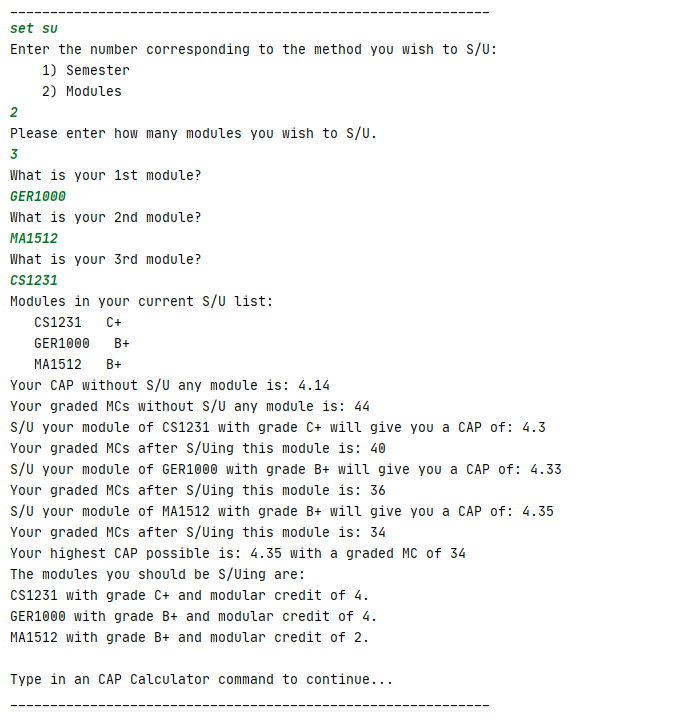 ____________________________________________________________
set su
Enter the number corresponding to the method you wish to S/U:
    1) Semester
    2) Modules
2
Please enter how many modules you wish to S/U.
3
What is your 1st module?
GER1000
What is your 2nd module?
MA1512
What is your 3rd module?
CS1231
Modules in your current S/U list:
   CS1231   C+
   GER1000   B+
   MA1512   B+
Your CAP without S/U any module is: 4.14
Your graded MCs without S/U any module is: 44
S/U your module of CS1231 with grade C+ will give you a CAP of: 4.3
Your graded MCs after S/Uing this module is: 40
S/U your module of GER1000 with grade B+ will give you a CAP of: 4.33
Your graded MCs after S/Uing this module is: 36
S/U your module of MA1512 with grade B+ will give you a CAP of: 4.35
Your graded MCs after S/Uing this module is: 34
Your highest CAP possible is: 4.35 with a graded MC of 34
The modules you should be S/Uing are:
CS1231 with grade C+ and modular credit of 4.
GER1000 with grade B+ and modular credit of 4.
MA1512 with grade B+ and modular credit of 2.

Type in an CAP Calculator command to continue...
____________________________________________________________